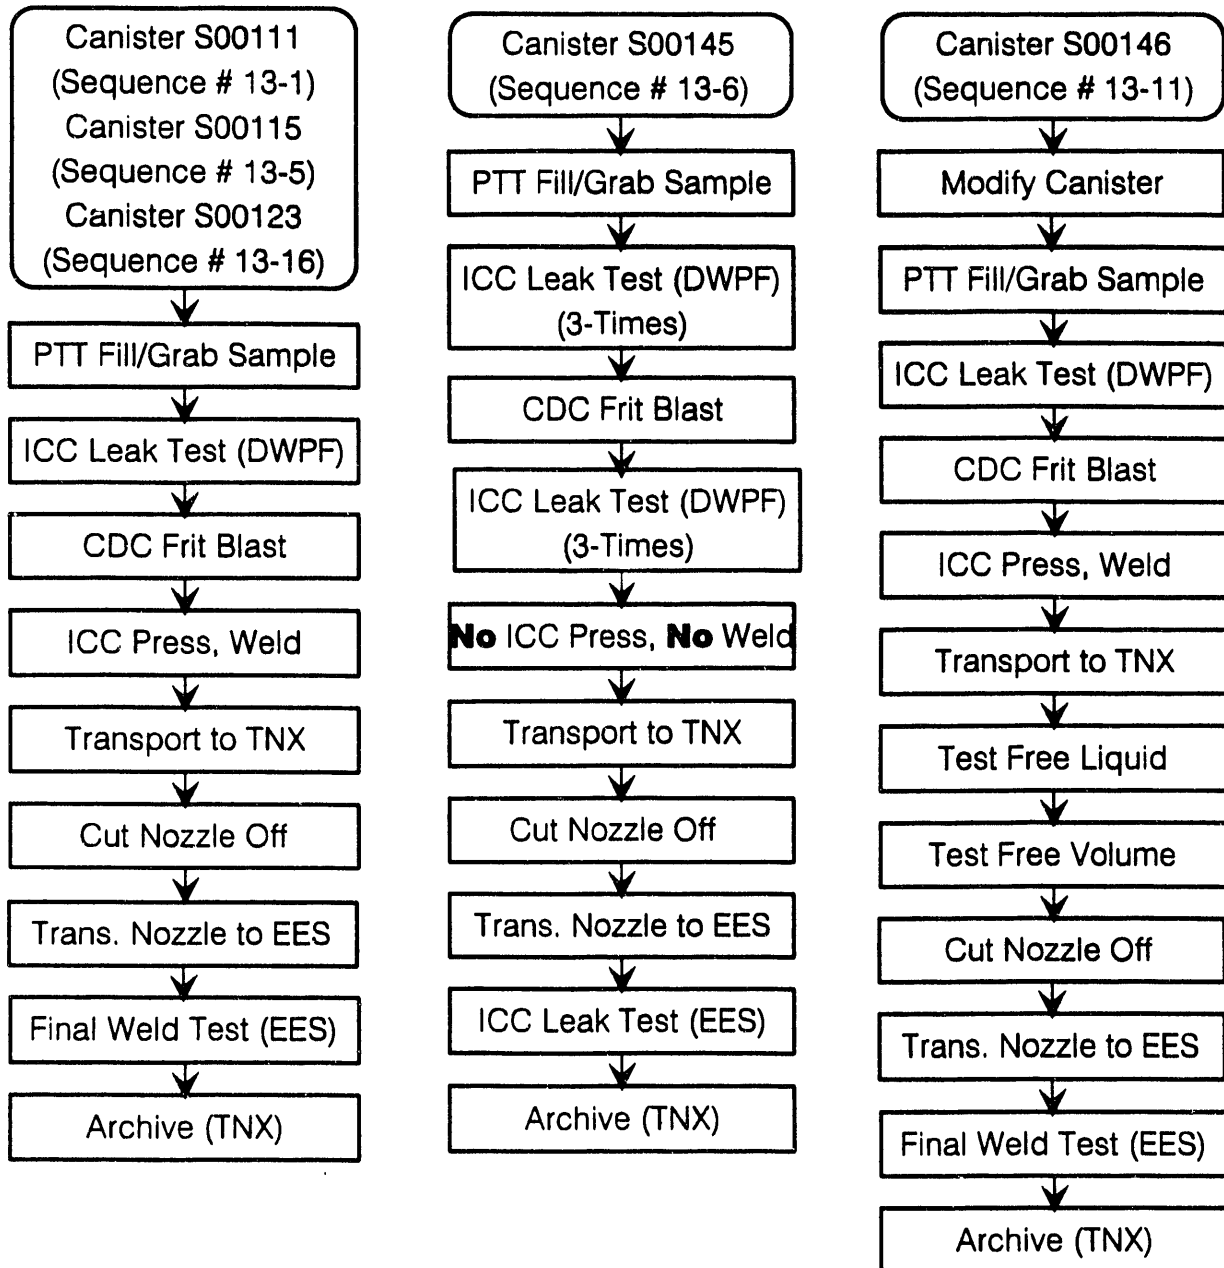 Canister S00111
(Sequence # 13-1)
Canister S00115
(Sequence # 13-5)
Canister S00123
(Sequence # 13-16)
PTT Fill/Grab Sample
ICC Leak Test (DWPF)
CDC Frit Blast
ICC Press, Weld
Transport to TNX
Cut Nozzle Off
Trans. Nozzle to EES
Final Weld Test (EES)
Archive (TNX)
Canister S00145
(Sequence # 13-6)
PTT Fill/Grab Sample
ICC Leak Test (DWPF)
(3-Times)
CDC Frit Blast
ICC Leak Test (DWPF)
(3-Times)
No ICC Press, No Weld
Transport to TNX
Cut Nozzle Off
Trans. Nozzle to EES
ICC Leak Test (EES)
Archive (TNX)
Canister S00146
(Sequence # 13-11)
Modify Canister
PTT Fill/Grab Sample
ICC Leak Test (DWPF)
CDC Frit Blast
ICC Press, Weld
Transport to TNX
Test Free Liquid
Test Free Volume
Cut Nozzle Off
Trans. Nozzle to EES
Final Weld Test (EES)
Archive (TNX)